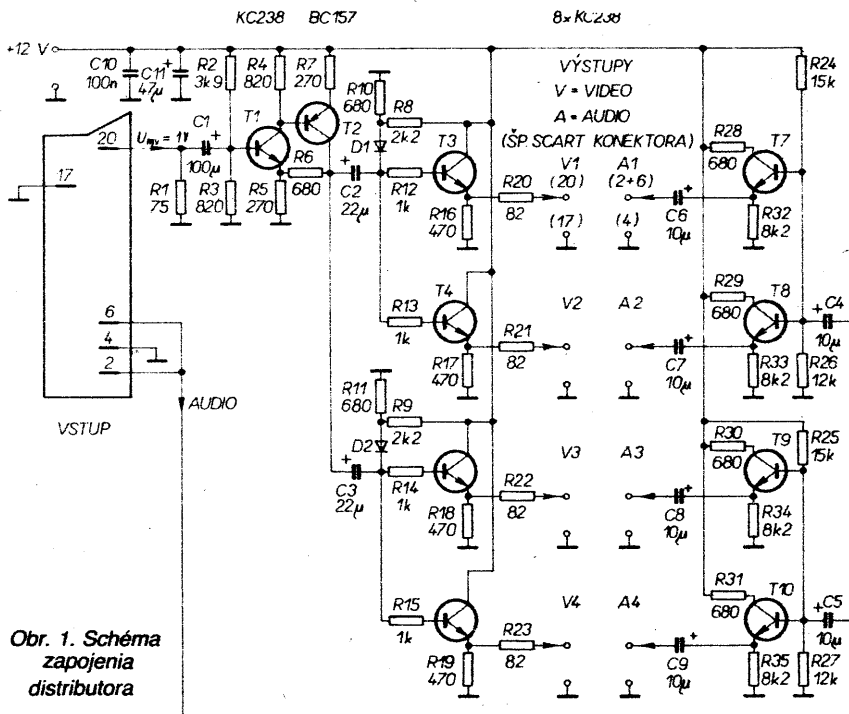 KC238 BC157 8×KC238
+12 V
C10
100n
C11 +
47µ
R2
3k9
R4
820
R7
270
R10
680
R8
2k2
D1
VÝSTUPY
V = VIDEO
A = AUDIO
(ŠP. SCART KONEKTORA)
R24
15k
20
17
C1
+
100µ
T1
T2
R6
680
R1
75
R3
820
R5
270
C2
+
22µ
R12
1k
T3
R16
470
R20
82
V1
(20)
(17)
A1
(2+6)
(4)
C6
+
10µ
R28
680
T7
R32
8k2
R13
1k
T4
R17
470
R21
82
V2
A2
C7
+
10µ
R29
680
T8
R33
8k2
C4
+
10µ
R26
12k
6
4
2
AUDIO
VSTUP
R11
680
R9
2k2
D2
C3
+
22µ
R14
1k
R18
470
R22
82
V3
A3
C8
+
10µ
R30
680
T9
R25
15k
R34
8k2
R15
1k
R19
470
R23
82
V4
A4
C9
+
10µ
R31
680
T10
R35
8k2
C5
+
10µ
R27
12k
Obr. 1. Schéma
zapojenia
distributora